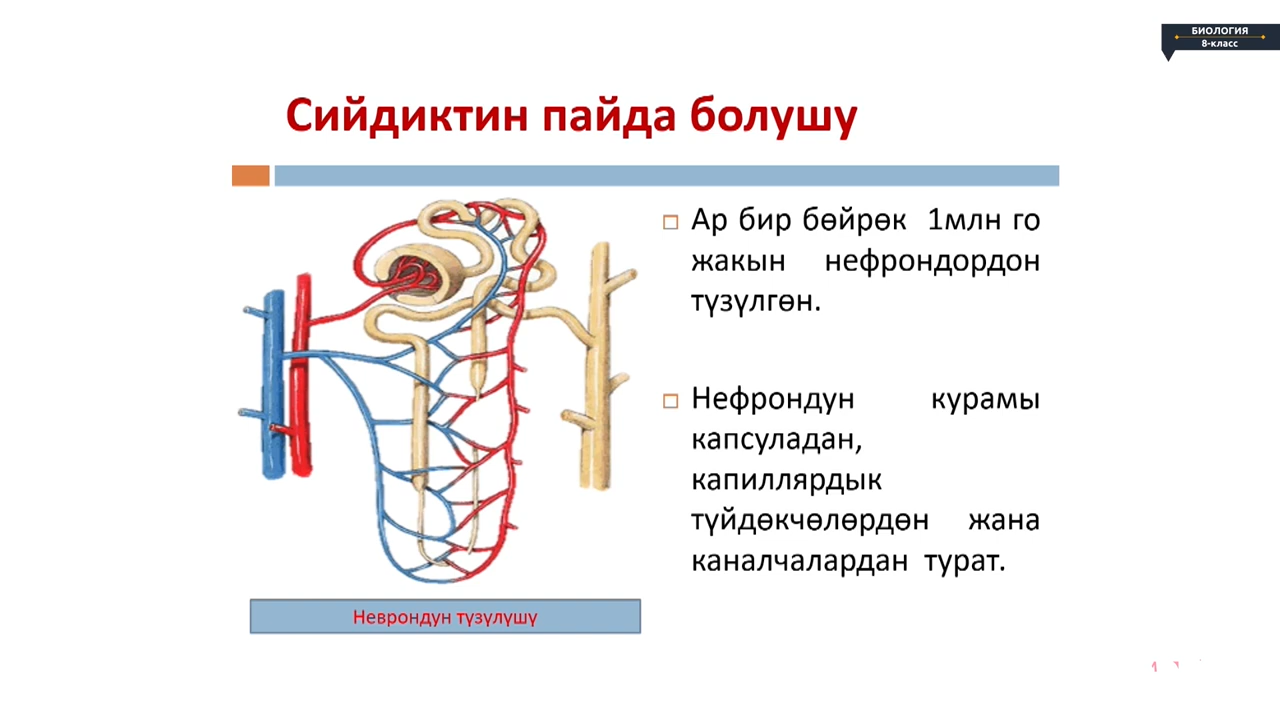 БИОЛОГИЯ
8-класс
Сийдиктин пайда болушу
Ар бир бөйрөк 1млн го
жакын нефрондордон
түзүлгөн.
Нефрондун курамы
капсуладан,
капиллярдык
түйдөкчөлөрдөн жана
каналчалардан турат.
Неврондун түзүлүшү